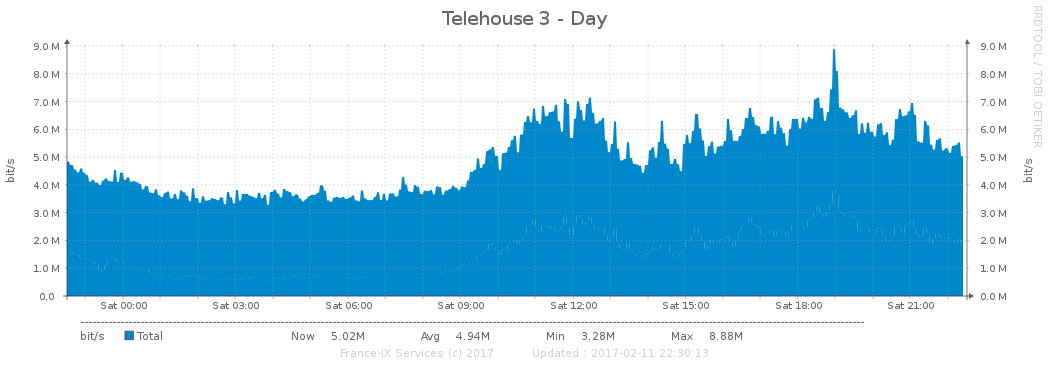 Telehouse 3 - Day
RRDTOOL / TOBI OETIKER
9.0 M 9.0 M
8.0 M 8.0 M
7.0 M 7.0 M
6.0 M 6.0 M
5.0 M 5.0 M
4.0 M 4.0 M
3.0 M 3.0 M
2.0 M 2.0 M
1.0 M 1.0 M
0.0 0.0 M
bit/s bit/s
Sat 00:00 Sat 03:00 Sat 06:00 Sat 09:00 Sat 12:00 Sat 15:00 Sat 18:00 Sat 21:00
bit/s Total Now 5.02M Avg 4.94M Min 3.28M Max 8.88M
France-IX Services (c) 2017 Updated : 2017-02-11 22:30:13